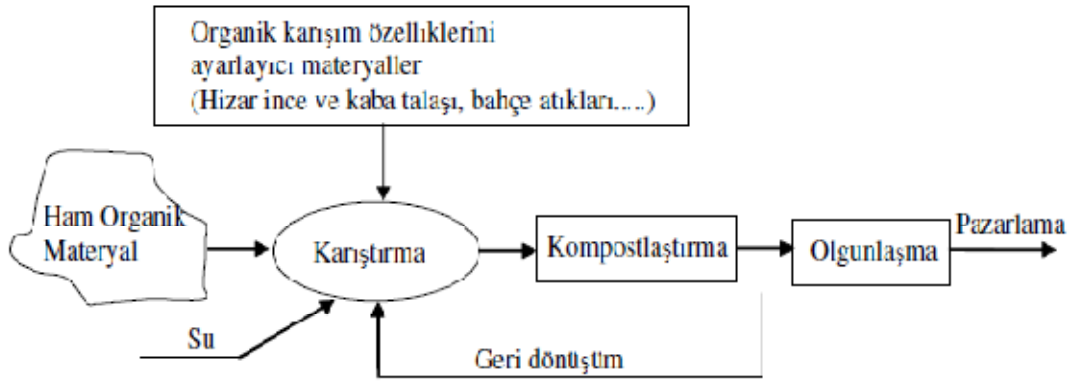 Organik karışım özelliklerini
ayarlayıcı materyaller
(Hizar ince ve kaba talaşı, bahçe atıkları.....)
Ham Organik
Materyal
Karıştırma
Kompostlaştırma
Olgunlaşma
Pazarlama
Su
Geri dönüşüm